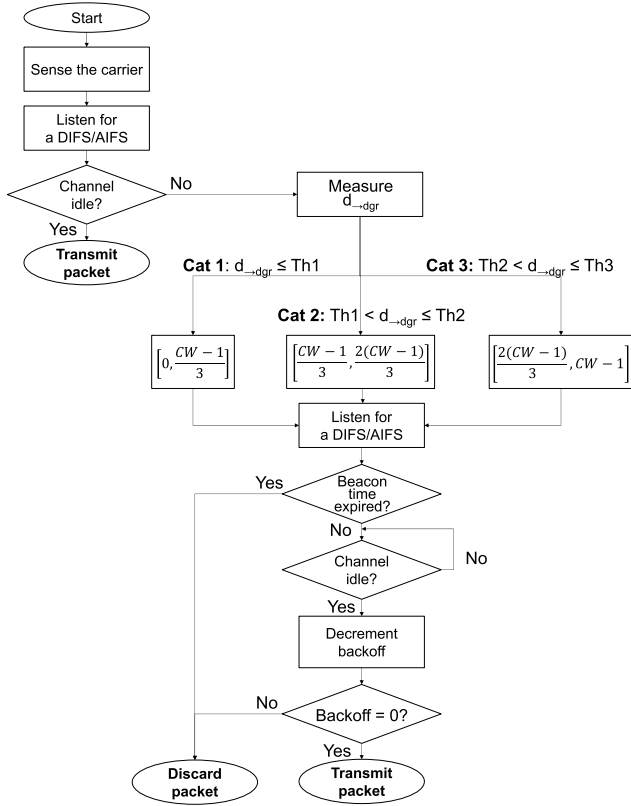 Start
Sense the carrier
Listen for
a DIFS/AIFS
Channel
idle?
No
Yes
Transmit
packet
Measure
d→dgr
Cat 1: d→dgr ≤ Th1
Cat 3: Th2 < d→dgr ≤ Th3
Cat 2: Th1 < d→dgr ≤ Th2
[0, (CW − 1)/3]
[(CW − 1)/3, 2(CW − 1)/3]
[2(CW − 1)/3, CW − 1]
Listen for
a DIFS/AIFS
Yes
Beacon
time
expired?
No
Channel
idle?
No
Yes
Decrement
backoff
No
Backoff = 0?
Yes
Discard
packet
Transmit
packet